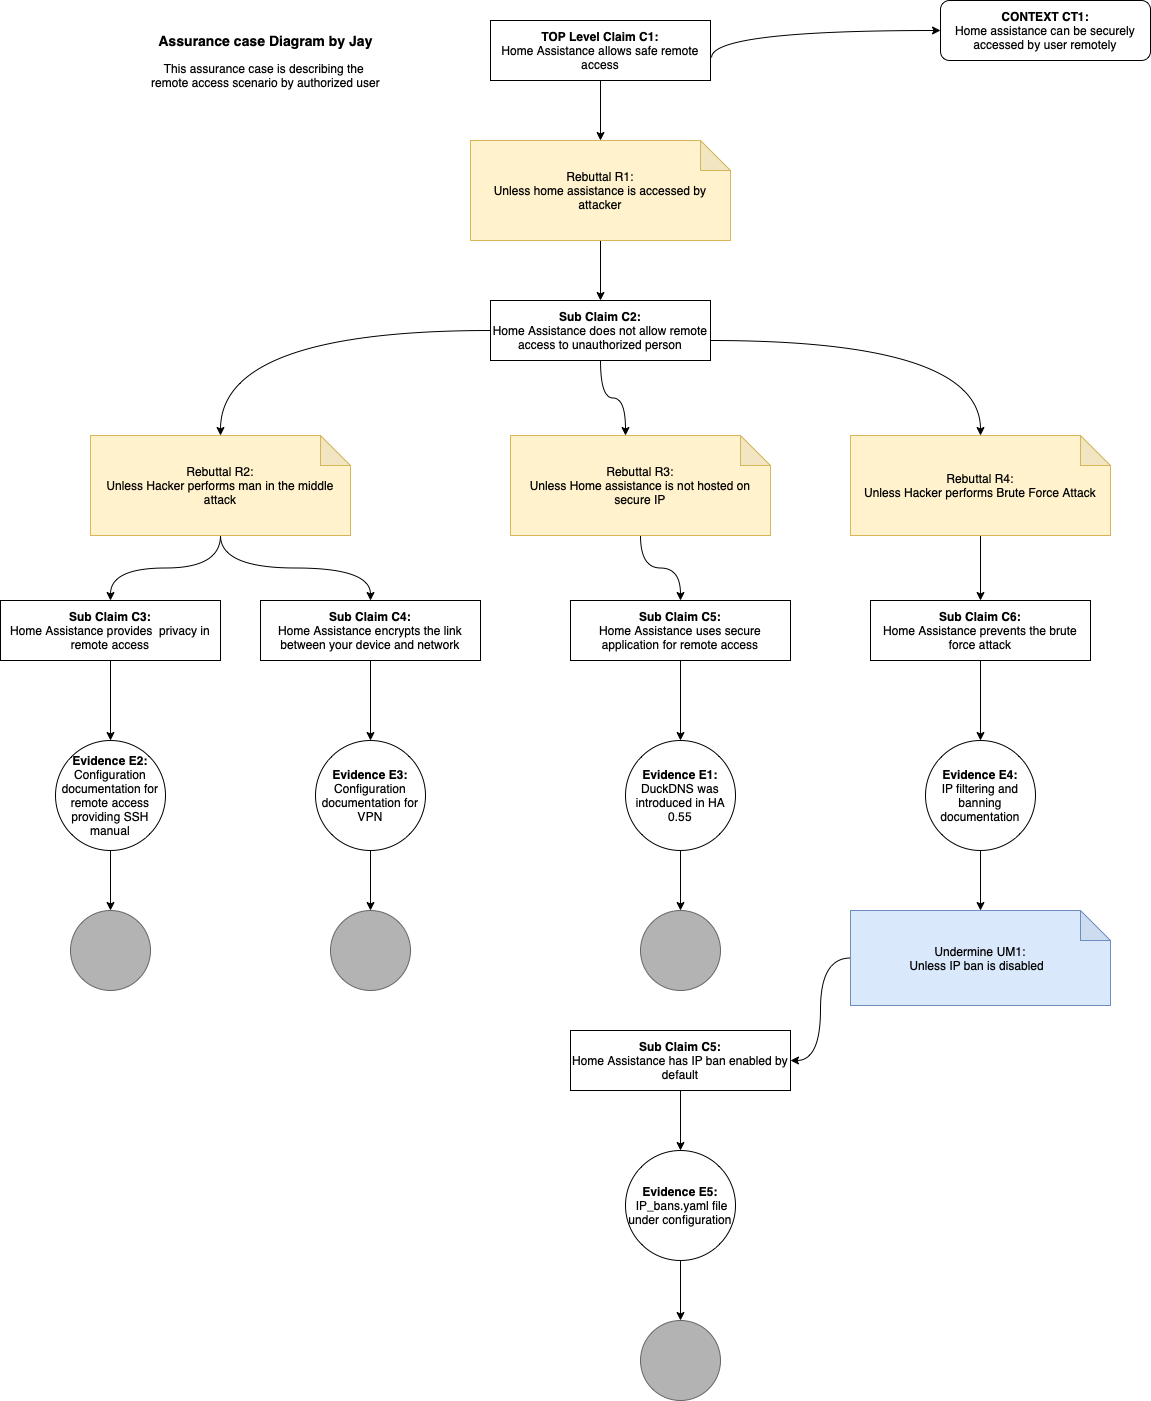 Assurance case Diagram by Jay
This assurance case is describing the
remote access scenario by authorized user
TOP Level Claim C1:
Home Assistance allows safe remote
access
CONTEXT CT1:
Home assistance can be securely
accessed by user remotely
Rebuttal R1:
Unless home assistance is accessed by
attacker
Sub Claim C2:
Home Assistance does not allow remote
access to unauthorized person
Rebuttal R2:
Unless Hacker performs man in the middle
attack
Rebuttal R3:
Unless Home assistance is not hosted on
secure IP
Rebuttal R4:
Unless Hacker performs Brute Force Attack
Sub Claim C3:
Home Assistance provides  privacy in
remote access
Sub Claim C4:
Home Assistance encrypts the link
between your device and network
Sub Claim C5:
Home Assistance uses secure
application for remote access
Sub Claim C6:
Home Assistance prevents the brute
force attack
Evidence E2:
Configuration
documentation for
remote access
providing SSH
manual
Evidence E3:
Configuration
documentation for
VPN
Evidence E1:
DuckDNS was
introduced in HA
0.55
Evidence E4:
IP filtering and
banning
documentation
Undermine UM1:
Unless IP ban is disabled
Sub Claim C5:
Home Assistance has IP ban enabled by
default
Evidence E5:
IP_bans.yaml file
under configuration